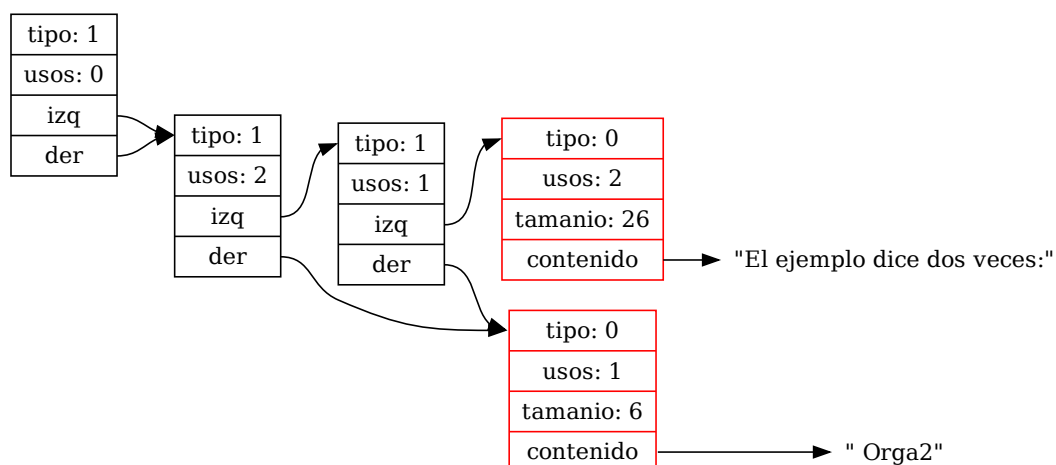 tipo: 1
usos: 0
izq
der
tipo: 1
usos: 2
izq
der
tipo: 1
usos: 1
izq
der
tipo: 0
usos: 2
tamanio: 26
contenido
"El ejemplo dice dos veces:"
tipo: 0
usos: 1
tamanio: 6
contenido
" Orga2"